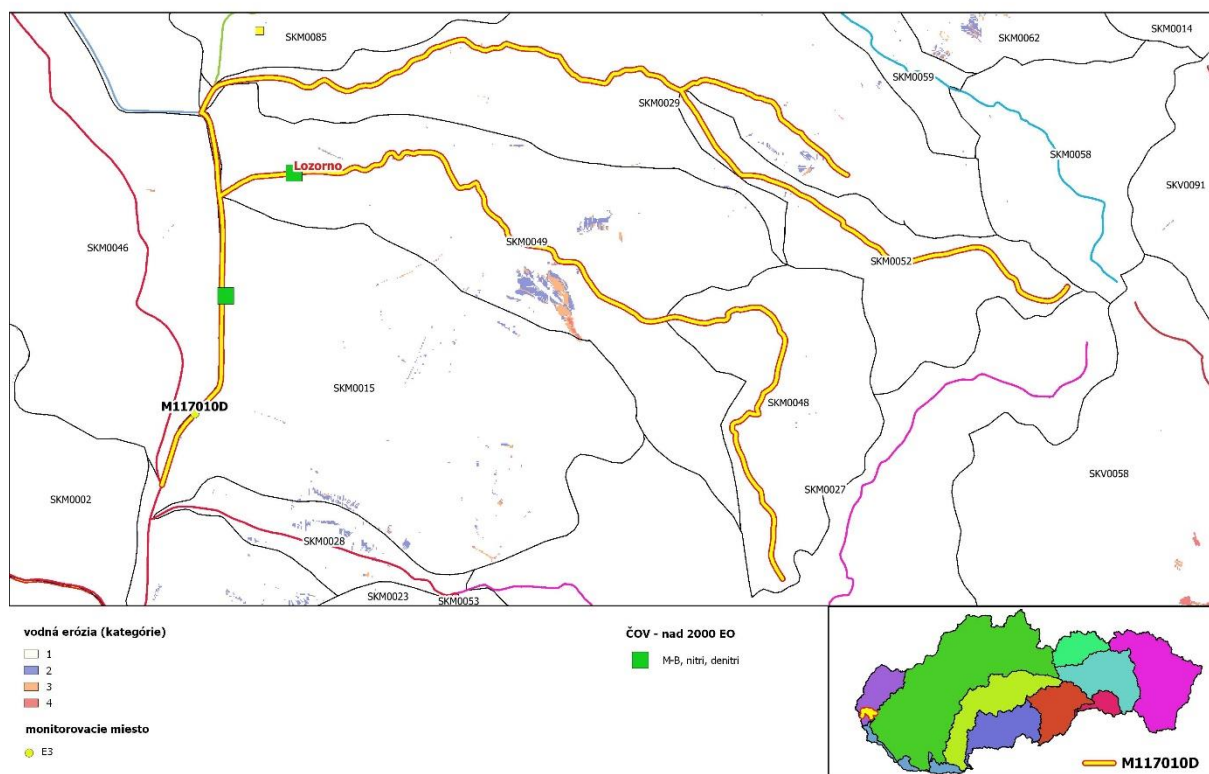 SKM0085
SKM0062
SKM0014
SKM0059
SKM0029
SKM0058
Lozorno
SKV0091
SKM0046
SKM0049
SKM0052
SKM0015
M117010D
SKM0048
SKV0058
SKM0027
SKM0002
SKM0028
SKM0023
SKM0053
vodná erózia (kategórie)
1
2
3
4
monitorovacie miesto
E3
ČOV - nad 2000 EO
M-B, nitri, denitri
M117010D